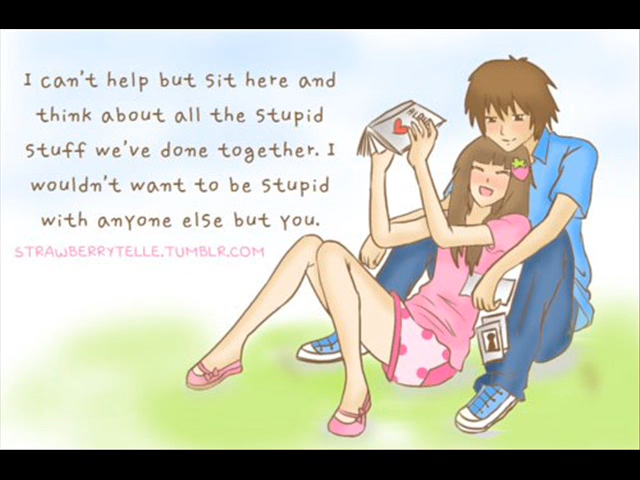 I can't help but sit here and
think about all the stupid
stuff we've done together. I
wouldn't want to be stupid
with anyone else but you.
STRAWBERRYTELLE.TUMBLR.COM
ALBUM